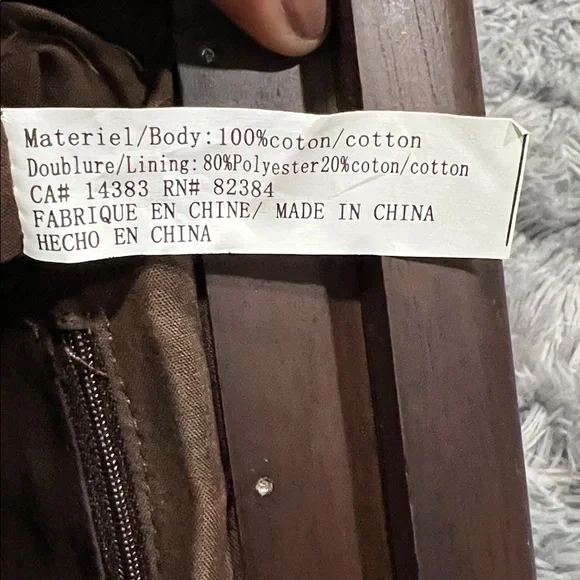 Materiel/Body:100%coton/cotton
Doublure/Lining:80%Polyester20%coton/cotton
CA# 14383 RN# 82384
FABRIQUE EN CHINE/ MADE IN CHINA
HECHO EN CHINA